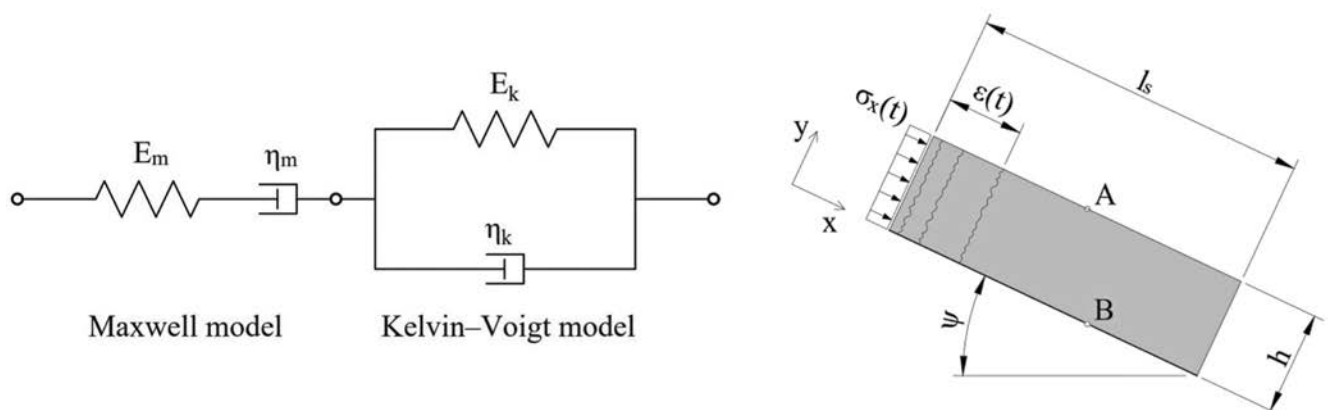 E_m
η_m
E_k
η_k
Maxwell model
Kelvin–Voigt model
l_s
ε(t)
σ_x(t)
y
x
A
B
ψ
h